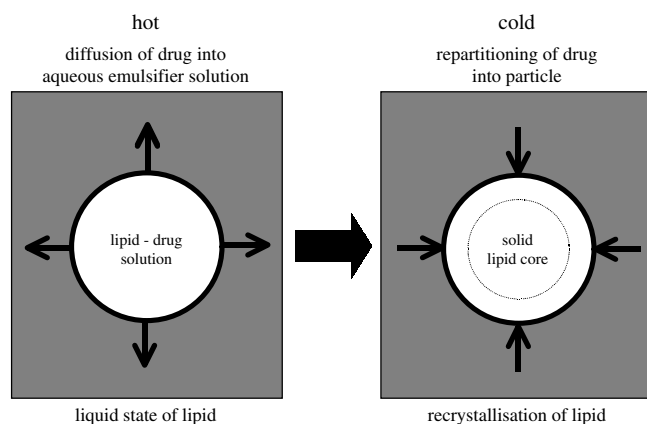 hot
diffusion of drug into
aqueous emulsifier solution
lipid - drug
solution
liquid state of lipid
cold
repartitioning of drug
into particle
solid
lipid core
recrystallisation of lipid